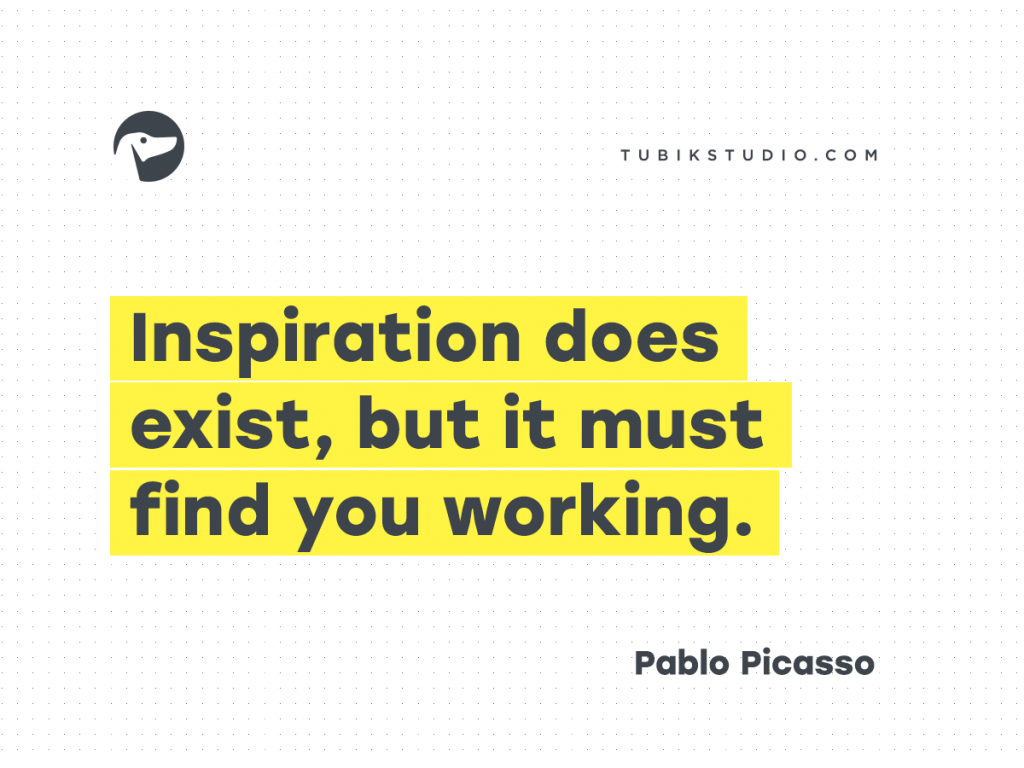 TUBIKSTUDIO.COM
Inspiration does
exist, but it must
find you working.
Pablo Picasso